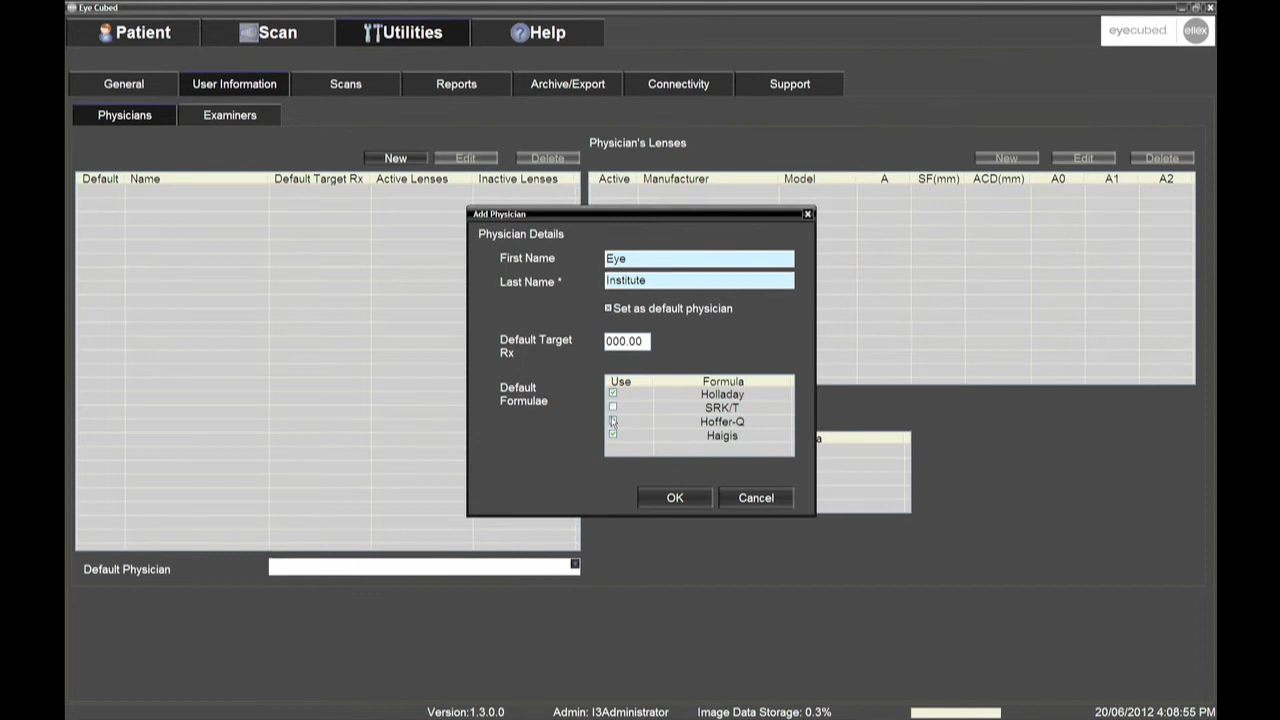 Eye Cubed
Patient
Scan
Utilities
Help
eyecubed
ellex
General
User Information
Scans
Reports
Archive/Export
Connectivity
Support
Physicians
Examiners
Physician's Lenses
New
Edit
Delete
New
Edit
Delete
Default Name Default Target Rx Active Lenses Inactive Lenses
Active Manufacturer Model A SF(mm) ACD(mm) A0 A1 A2
Add Physician
Physician Details
First Name Eye
Last Name * Institute
Set as default physician
Default Target
Rx
000.00
Default
Formulae
Use Formula
Holladay
SRK/T
Hoffer-Q
Haigis
a
OK
Cancel
Default Physician
Version:1.3.0.0
Admin: I3Administrator
Image Data Storage: 0.3%
20/06/2012 4:08:55 PM